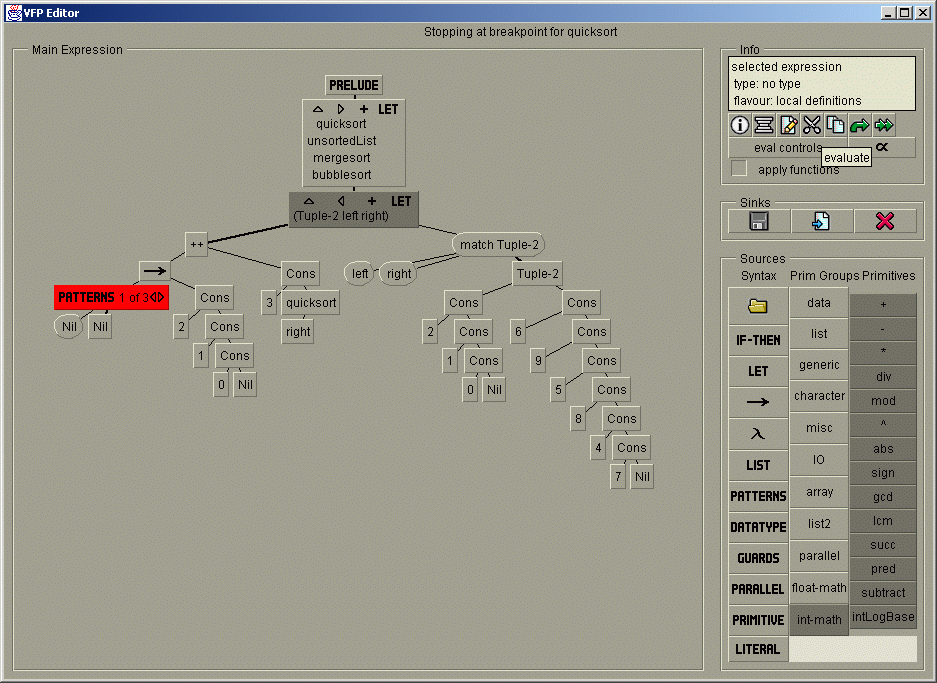 VFP Editor
Stopping at breakpoint for quicksort
Main Expression
PRELUDE
+ LET
quicksort
unsortedList
mergesort
bubblesort
+ LET
(Tuple-2 left right)
++
match Tuple-2
→
Cons
left
right
Tuple-2
PATTERNS 1 of 3
Cons
3
quicksort
Cons
Cons
Nil
Nil
2
Cons
right
2
Cons
6
Cons
1
Cons
1
Cons
9
Cons
0
Nil
0
Nil
5
Cons
8
Cons
4
Cons
7
Nil
Info
selected expression
type: no type
flavour: local definitions
eval controls
α
evaluate
apply functions
Sinks
Sources
Syntax Prim Groups Primitives
IF-THEN
LET
→
λ
LIST
PATTERNS
DATATYPE
GUARDS
PARALLEL
PRIMITIVE
LITERAL
data
list
generic
character
misc
IO
array
list2
parallel
float-math
int-math
+
-
*
div
mod
^
abs
sign
gcd
lcm
succ
pred
subtract
intLogBase